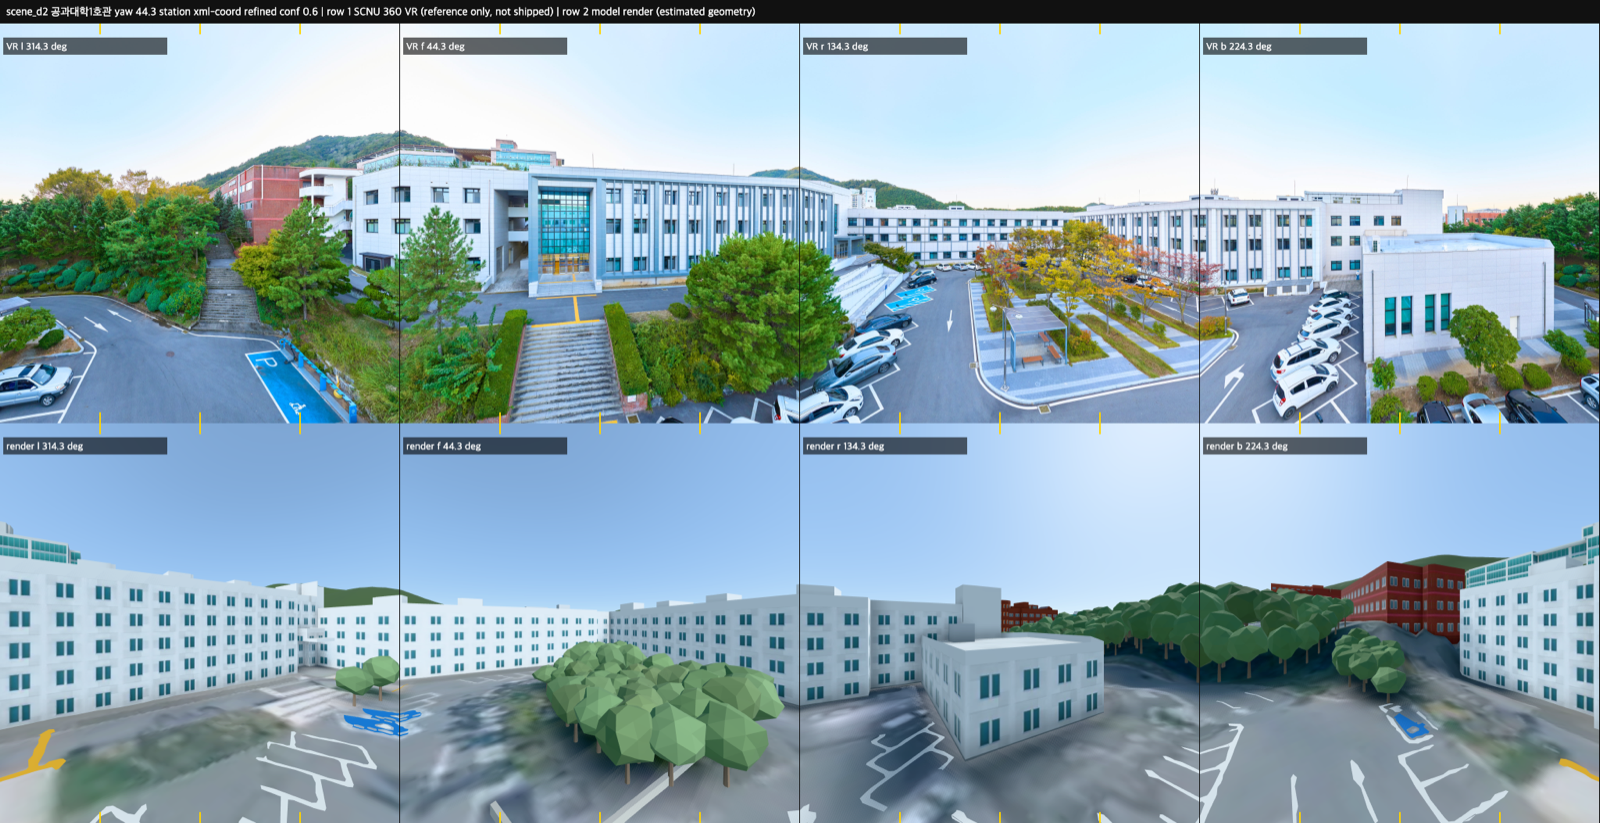 scene_d2 공과대학1호관 yaw 44.3 station xml-coord refined conf 0.6 | row 1 SCNU 360 VR (reference only, not shipped) | row 2 model render (estimated geometry)
VR l 314.3 deg
VR f 44.3 deg
VR r 134.3 deg
VR b 224.3 deg
P
render l 314.3 deg
render f 44.3 deg
render r 134.3 deg
render b 224.3 deg